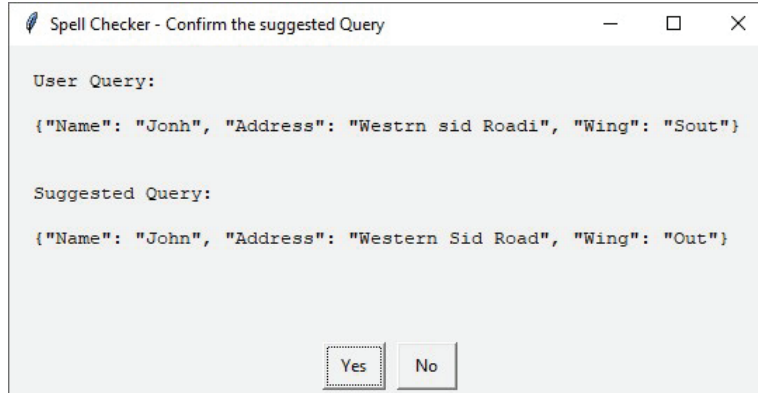 Spell Checker - Confirm the suggested Query
User Query:
{"Name": "Jonh", "Address": "Westrn sid Roadi", "Wing": "Sout"}
Suggested Query:
{"Name": "John", "Address": "Western Sid Road", "Wing": "Out"}
Yes No